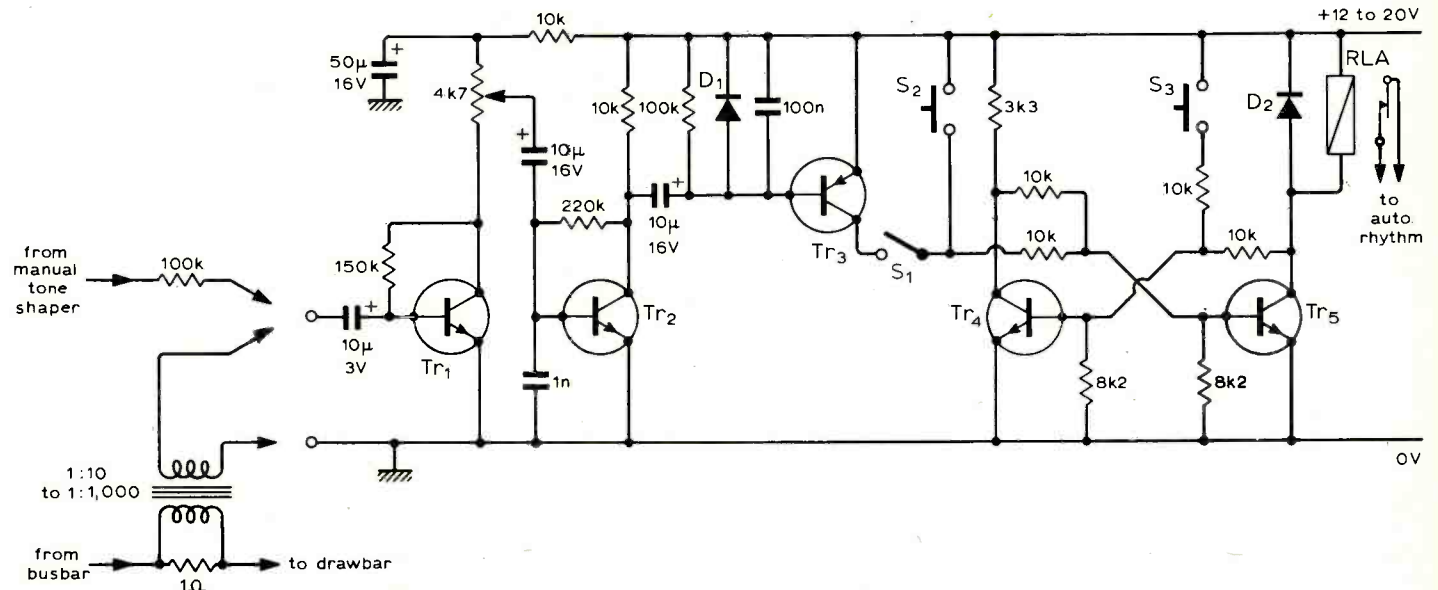 10k
+12 to 20V
50µ
16V
+
4k7
+
10µ
16V
10k
100k
D1
100n
S2
3k3
S3
D2
RLA
220k
+
10µ
16V
Tr3
S1
10k
10k
10k
10k
to
auto
rhythm
from
manual
tone
shaper
100k
150k
+
10µ
3V
Tr1
Tr2
1n
Tr4
Tr5
8k2
8k2
0V
1:10
to 1:1,000
from
busbar
1Ω
to drawbar